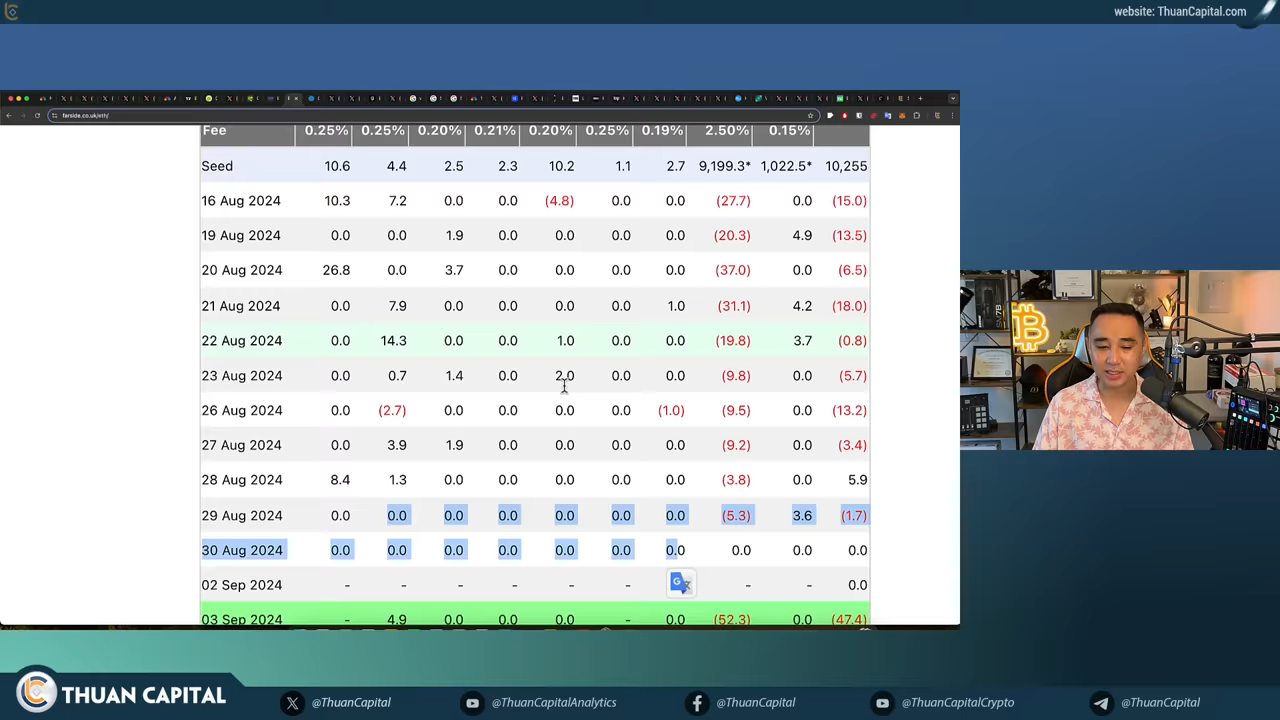 website: ThuanCapital.com
farside.co.uk/eth/
Fee 0.25% 0.25% 0.20% 0.21% 0.20% 0.25% 0.19% 2.50% 0.15%
Seed 10.6 4.4 2.5 2.3 10.2 1.1 2.7 9,199.3* 1,022.5* 10,255
16 Aug 2024 10.3 7.2 0.0 0.0 (4.8) 0.0 0.0 (27.7) 0.0 (15.0)
19 Aug 2024 0.0 0.0 1.9 0.0 0.0 0.0 0.0 (20.3) 4.9 (13.5)
20 Aug 2024 26.8 0.0 3.7 0.0 0.0 0.0 0.0 (37.0) 0.0 (6.5)
21 Aug 2024 0.0 7.9 0.0 0.0 0.0 0.0 1.0 (31.1) 4.2 (18.0)
22 Aug 2024 0.0 14.3 0.0 0.0 1.0 0.0 0.0 (19.8) 3.7 (0.8)
23 Aug 2024 0.0 0.7 1.4 0.0 2.0 0.0 0.0 (9.8) 0.0 (5.7)
26 Aug 2024 0.0 (2.7) 0.0 0.0 0.0 0.0 (1.0) (9.5) 0.0 (13.2)
27 Aug 2024 0.0 3.9 1.9 0.0 0.0 0.0 0.0 (9.2) 0.0 (3.4)
28 Aug 2024 8.4 1.3 0.0 0.0 0.0 0.0 0.0 (3.8) 0.0 5.9
29 Aug 2024 0.0 0.0 0.0 0.0 0.0 0.0 0.0 (5.3) 3.6 (1.7)
30 Aug 2024 0.0 0.0 0.0 0.0 0.0 0.0 0.0 0.0 0.0 0.0
02 Sep 2024 - - - - - - - - 0.0
03 Sep 2024 - 4.9 0.0 0.0 0.0 - 0.0 (52.3) 0.0 (47.4)
THUAN CAPITAL
@ThuanCapital
@ThuanCapitalAnalytics
@ThuanCapital
@ThuanCapitalCrypto
@ThuanCapital